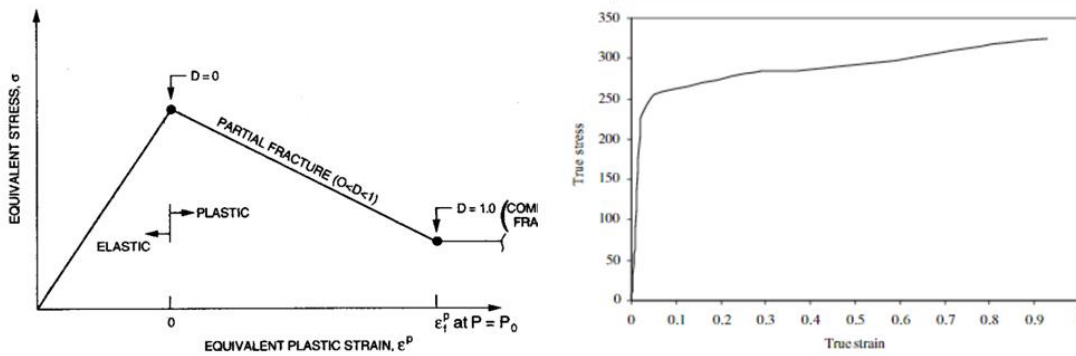 EQUIVALENT STRESS, σ
D = 0
PARTIAL FRACTURE (O<D<1)
PLASTIC
ELASTIC
D = 1.0
0
ε_f^p at P = P₀
EQUIVALENT PLASTIC STRAIN, ε^p
True stress
350
300
250
200
150
100
50
0
0 0.1 0.2 0.3 0.4 0.5 0.6 0.7 0.8 0.9
True strain